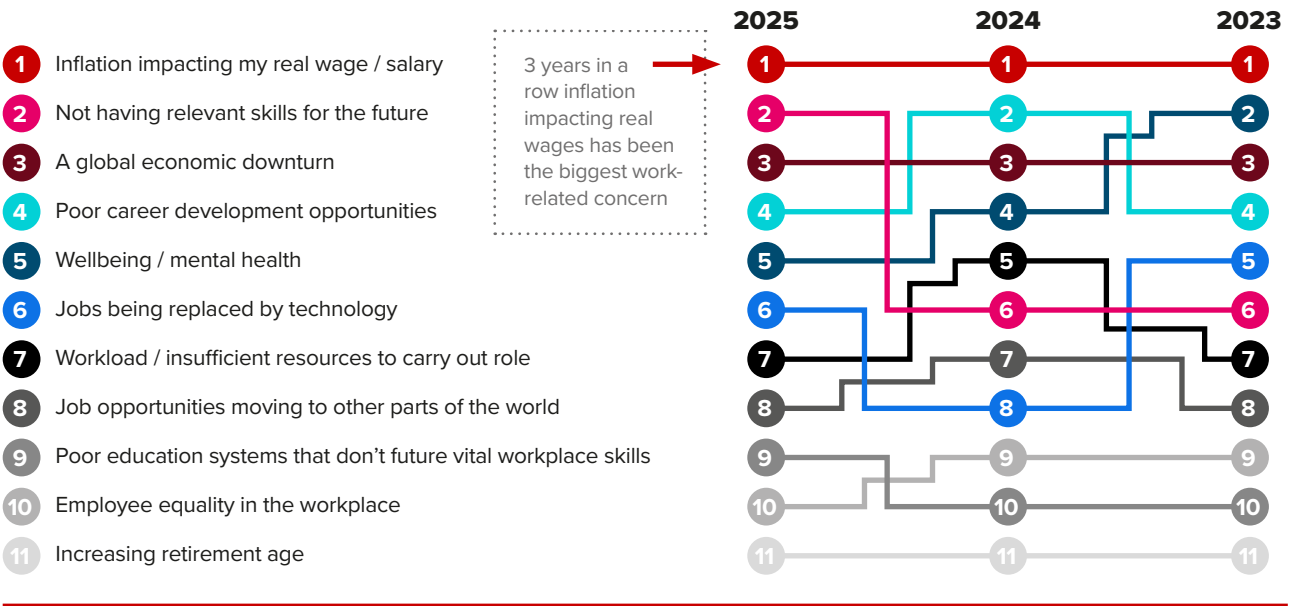 2025 2024 2023
1 Inflation impacting my real wage / salary
2 Not having relevant skills for the future
3 A global economic downturn
4 Poor career development opportunities
5 Wellbeing / mental health
6 Jobs being replaced by technology
7 Workload / insufficient resources to carry out role
8 Job opportunities moving to other parts of the world
9 Poor education systems that don’t future vital workplace skills
10 Employee equality in the workplace
11 Increasing retirement age
3 years in a
row inflation
impacting real
wages has been
the biggest work-
related concern
1 1 1
2 2 2
3 3 3
4 4 4
5 5 5
6 6 6
7 7 7
8 8 8
9 9 9
10 10 10
11 11 11